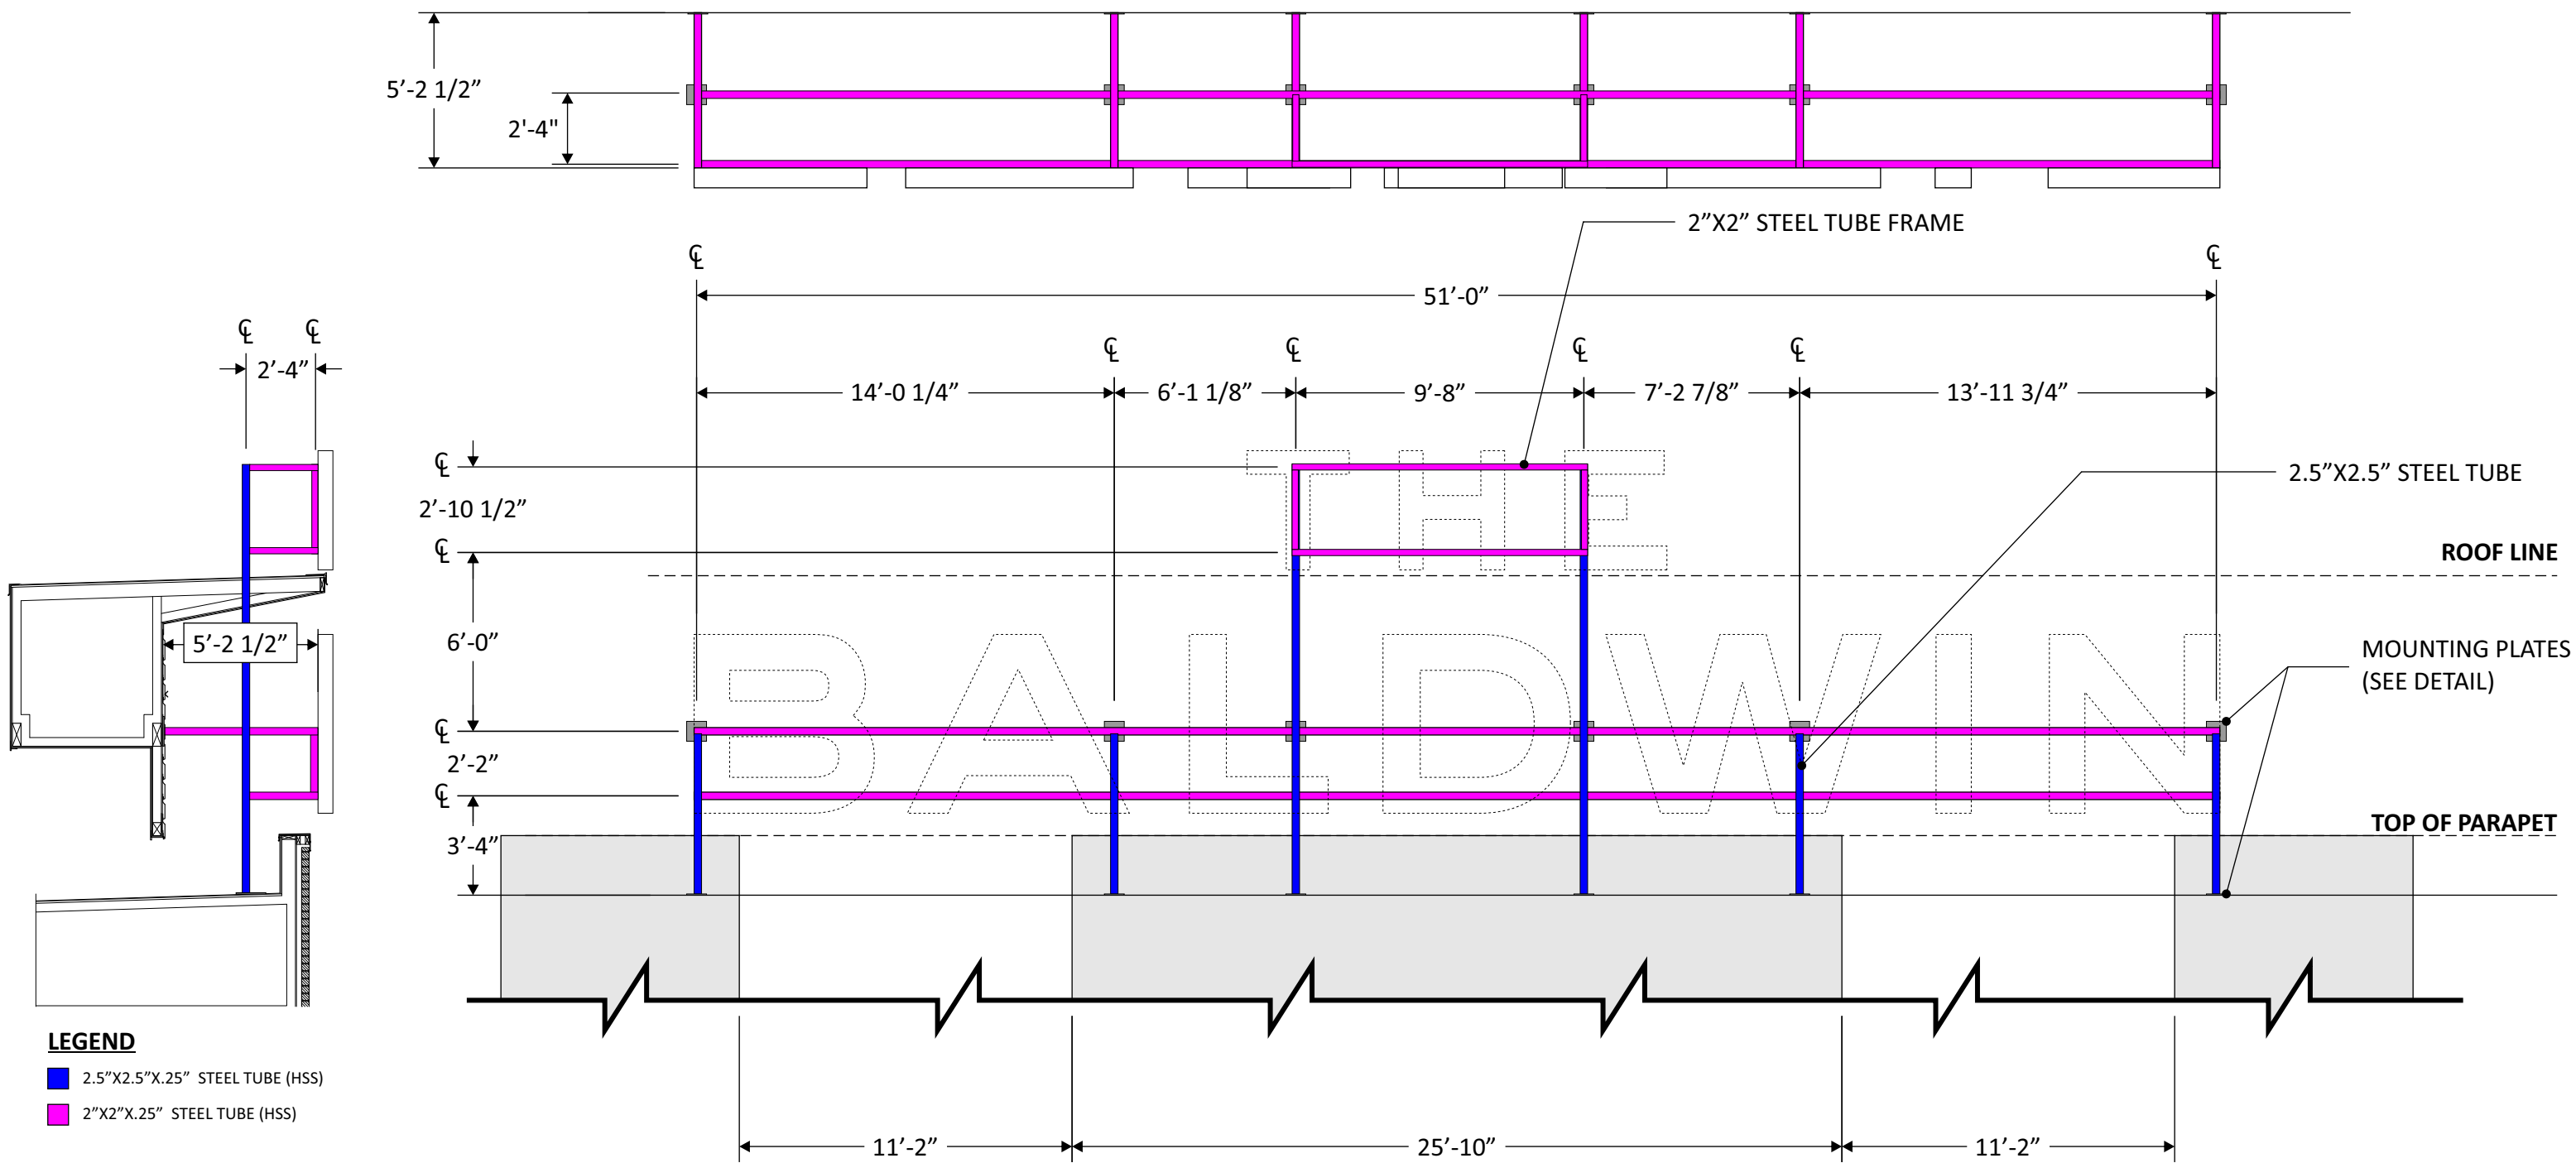 5’-2 1/2”
2'-4"
2”X2” STEEL TUBE FRAME
℄ ℄
51’-0”
℄ ℄
2’-4”
℄ ℄ ℄ ℄
14’-0 1/4” 6’-1 1/8” 9’-8” 7’-2 7/8” 13’-11 3/4”
℄
2’-10 1/2”
℄
THE
2.5”X2.5” STEEL TUBE
ROOF LINE
5’-2 1/2”
6’-0”
BALDWIN
MOUNTING PLATES
(SEE DETAIL)
℄
2’-2”
℄
3’-4”
TOP OF PARAPET
LEGEND
2.5”X2.5”X.25” STEEL TUBE (HSS)
2”X2”X.25” STEEL TUBE (HSS)
11’-2” 25’-10” 11’-2”